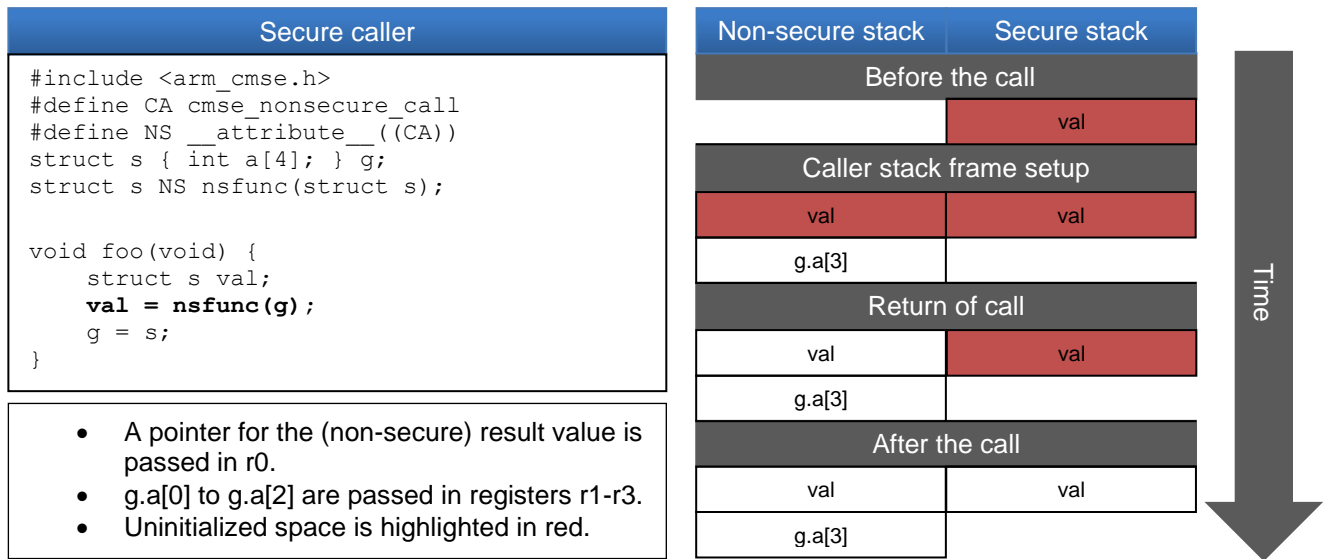 Secure caller
#include <arm_cmse.h>
#define CA cmse_nonsecure_call
#define NS __attribute__((CA))
struct s { int a[4]; } g;
struct s NS nsfunc(struct s);
void foo(void) {
    struct s val;
    val = nsfunc(g);
    g = s;
}
• A pointer for the (non-secure) result value is
passed in r0.
• g.a[0] to g.a[2] are passed in registers r1-r3.
• Uninitialized space is highlighted in red.
Non-secure stack Secure stack
Before the call
val
Caller stack frame setup
val val
g.a[3]
Return of call
val val
g.a[3]
After the call
val val
g.a[3]
Time